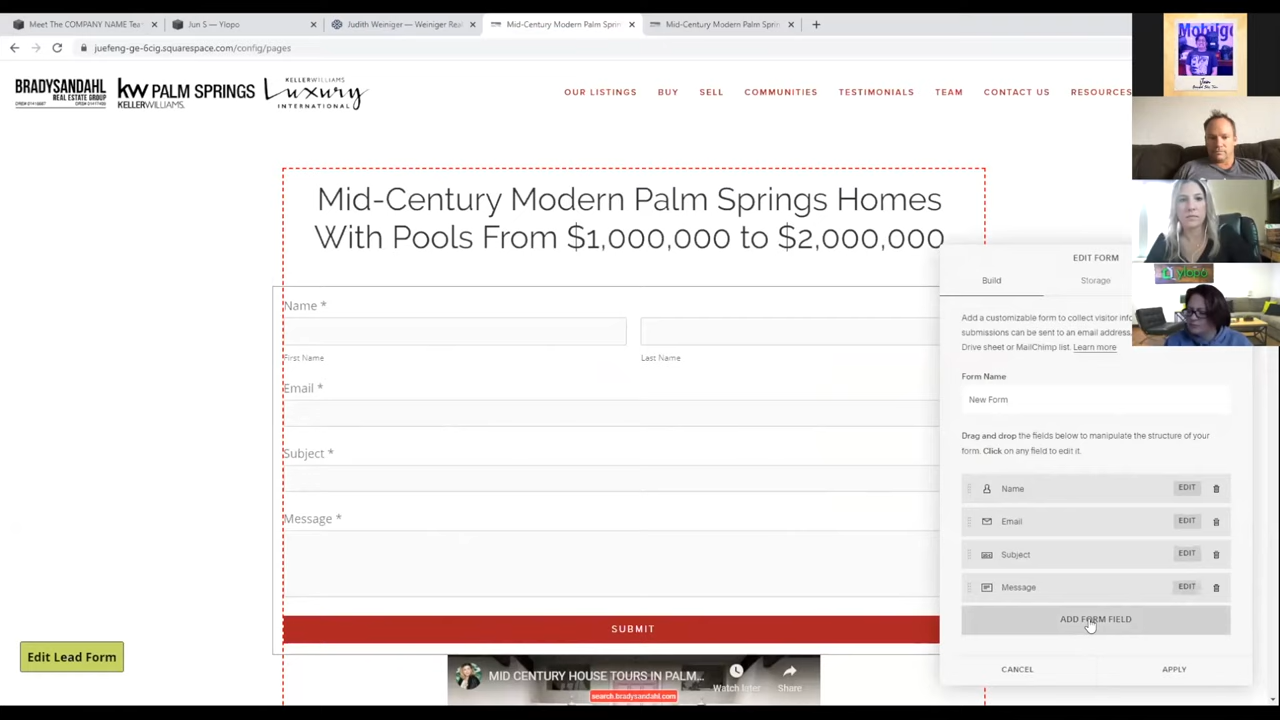 Meet The COMPANY NAME Tea
Jun S — Ylopo
Judith Weiniger — Weiniger Rea
Mid-Century Modern Palm Sprin
Mid-Century Modern Palm Sprin
juefeng-ge-6cig.squarespace.com/config/pages
BRADYSANDAHL
REAL ESTATE GROUP
kw PALM SPRINGS
KELLERWILLIAMS.
KELLERWILLIAMS
Luxury
INTERNATIONAL
OUR LISTINGS
BUY
SELL
COMMUNITIES
TESTIMONIALS
TEAM
CONTACT US
RESOURCES
Mid-Century Modern Palm Springs Homes
With Pools From $1,000,000 to $2,000,000
Name *
First Name
Last Name
Email *
Subject *
Message *
SUBMIT
Edit Lead Form
MID CENTURY HOUSE TOURS IN PALM...
Watch later
Share
search.bradysandahl.com
EDIT FORM
Build
Storage
Add a customizable form to collect visitor info
submissions can be sent to an email address,
Drive sheet or MailChimp list. Learn more
Form Name
New Form
Drag and drop the fields below to manipulate the structure of your
form. Click on any field to edit it.
Name EDIT
Email EDIT
Subject EDIT
Message EDIT
ADD FORM FIELD
CANCEL
APPLY
ylopo